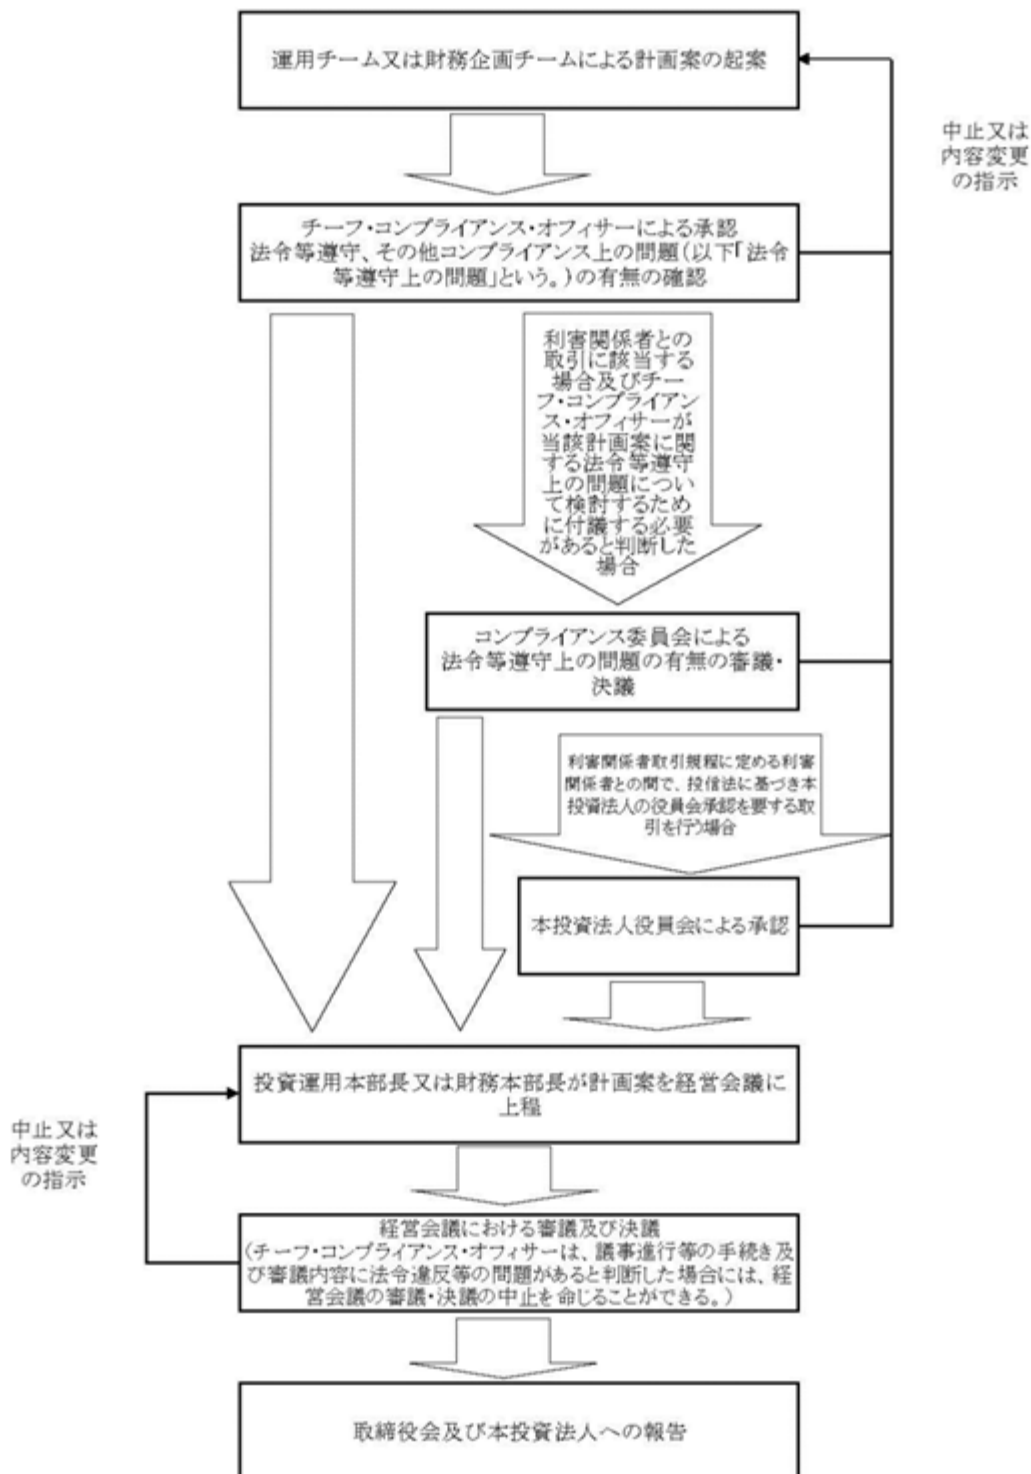 運用チーム又は財務企画チームによる計画案の起案
中止又は
内容変更
の指示
チーフ・コンプライアンス・オフィサーによる承認
法令等遵守、その他コンプライアンス上の問題(以下「法令
等遵守上の問題」という。)の有無の確認
利害関係者との
取引に該当する
場合及びチー
フ・コンプライアン
ス・オフィサーが
当該計画案に関
する法令等遵守
上の問題につい
て検討するため
に付議する必要
があると判断した
場合
コンプライアンス委員会による
法令等遵守上の問題の有無の審議・
決議
利害関係者取引規程に定める利害
関係者との間で、投信法に基づき本
投資法人の役員会承認を要する取
引を行う場合
本投資法人役員会による承認
投資運用本部長又は財務本部長が計画案を経営会議に
上程
中止又は
内容変更
の指示
経営会議における審議及び決議
(チーフ・コンプライアンス・オフィサーは、議事進行等の手続き及
び審議内容に法令違反等の問題があると判断した場合には、経
営会議の審議・決議の中止を命じることができる。)
取締役会及び本投資法人への報告